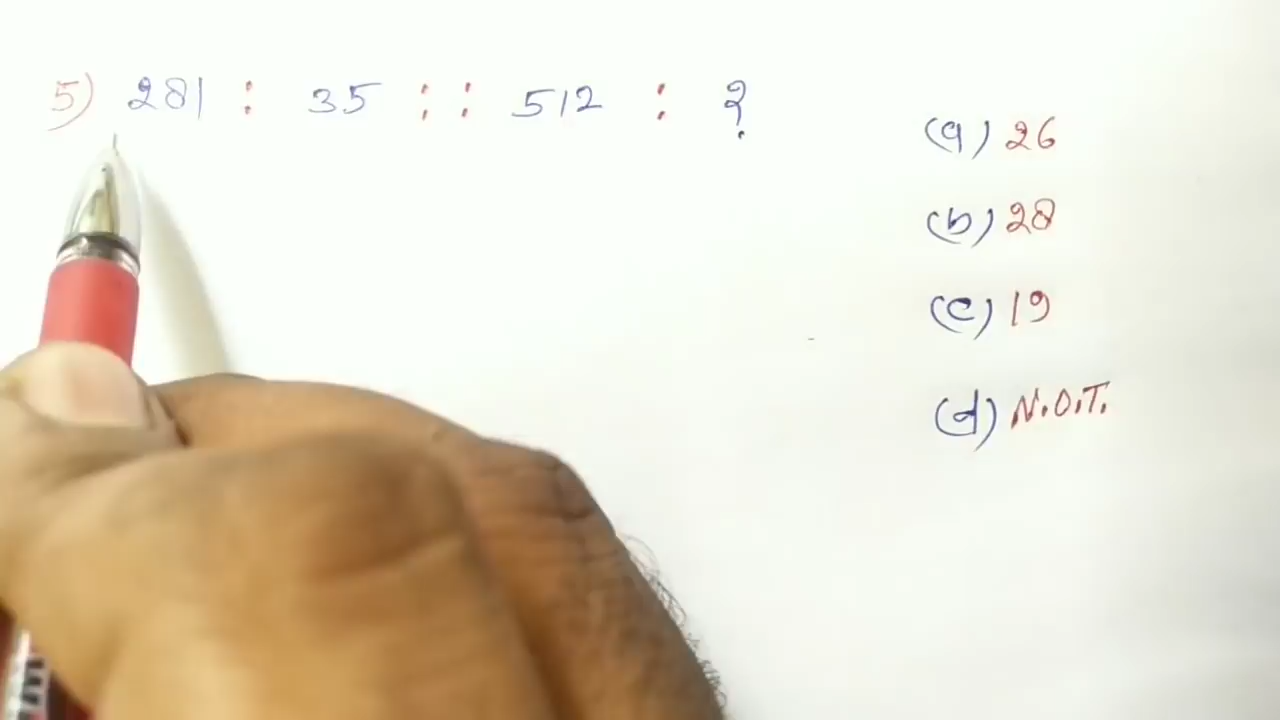 5) 281 : 35 :: 512 : ?
(a) 26
(b) 28
(c) 19
(d) N.O.T.